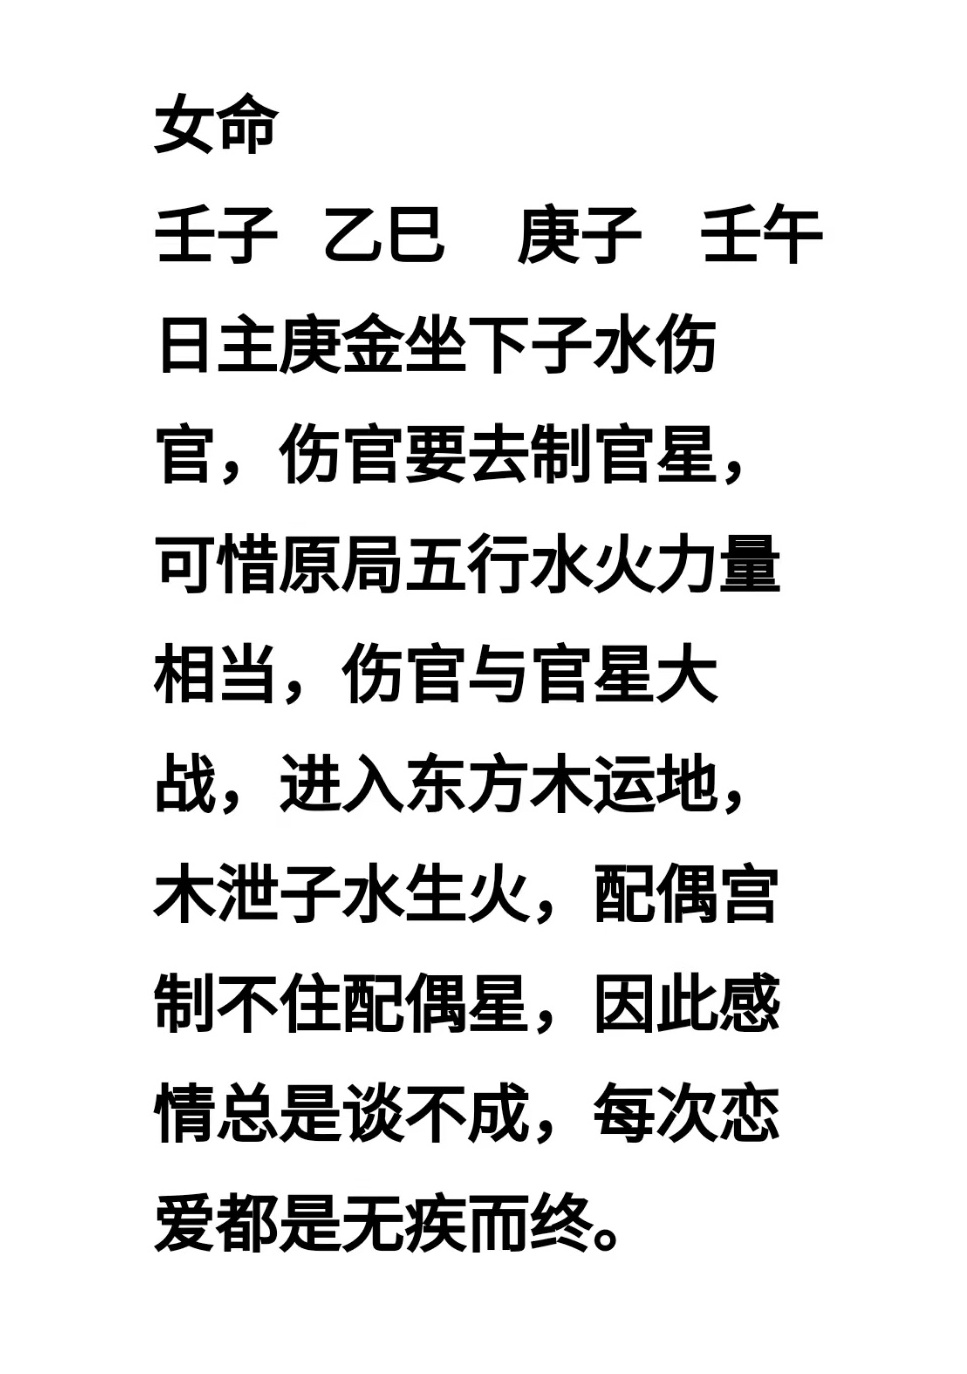 女命
壬子 乙巳 庚子 壬午
日主庚金坐下子水伤
官，伤官要去制官星，
可惜原局五行水火力量
相当，伤官与官星大
战，进入东方木运地，
木泄子水生火，配偶宫
制不住配偶星，因此感
情总是谈不成，每次恋
爱都是无疾而终。